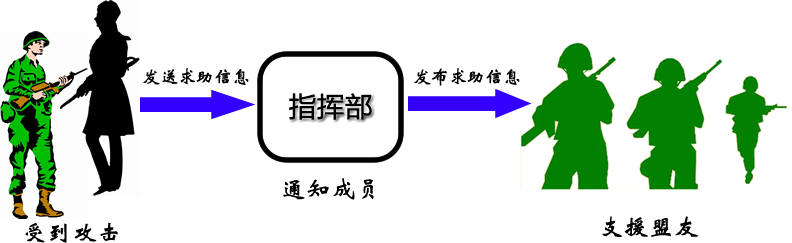 发送求助信息
指挥部
发布求助信息
通知成员
受到攻击
支援盟友